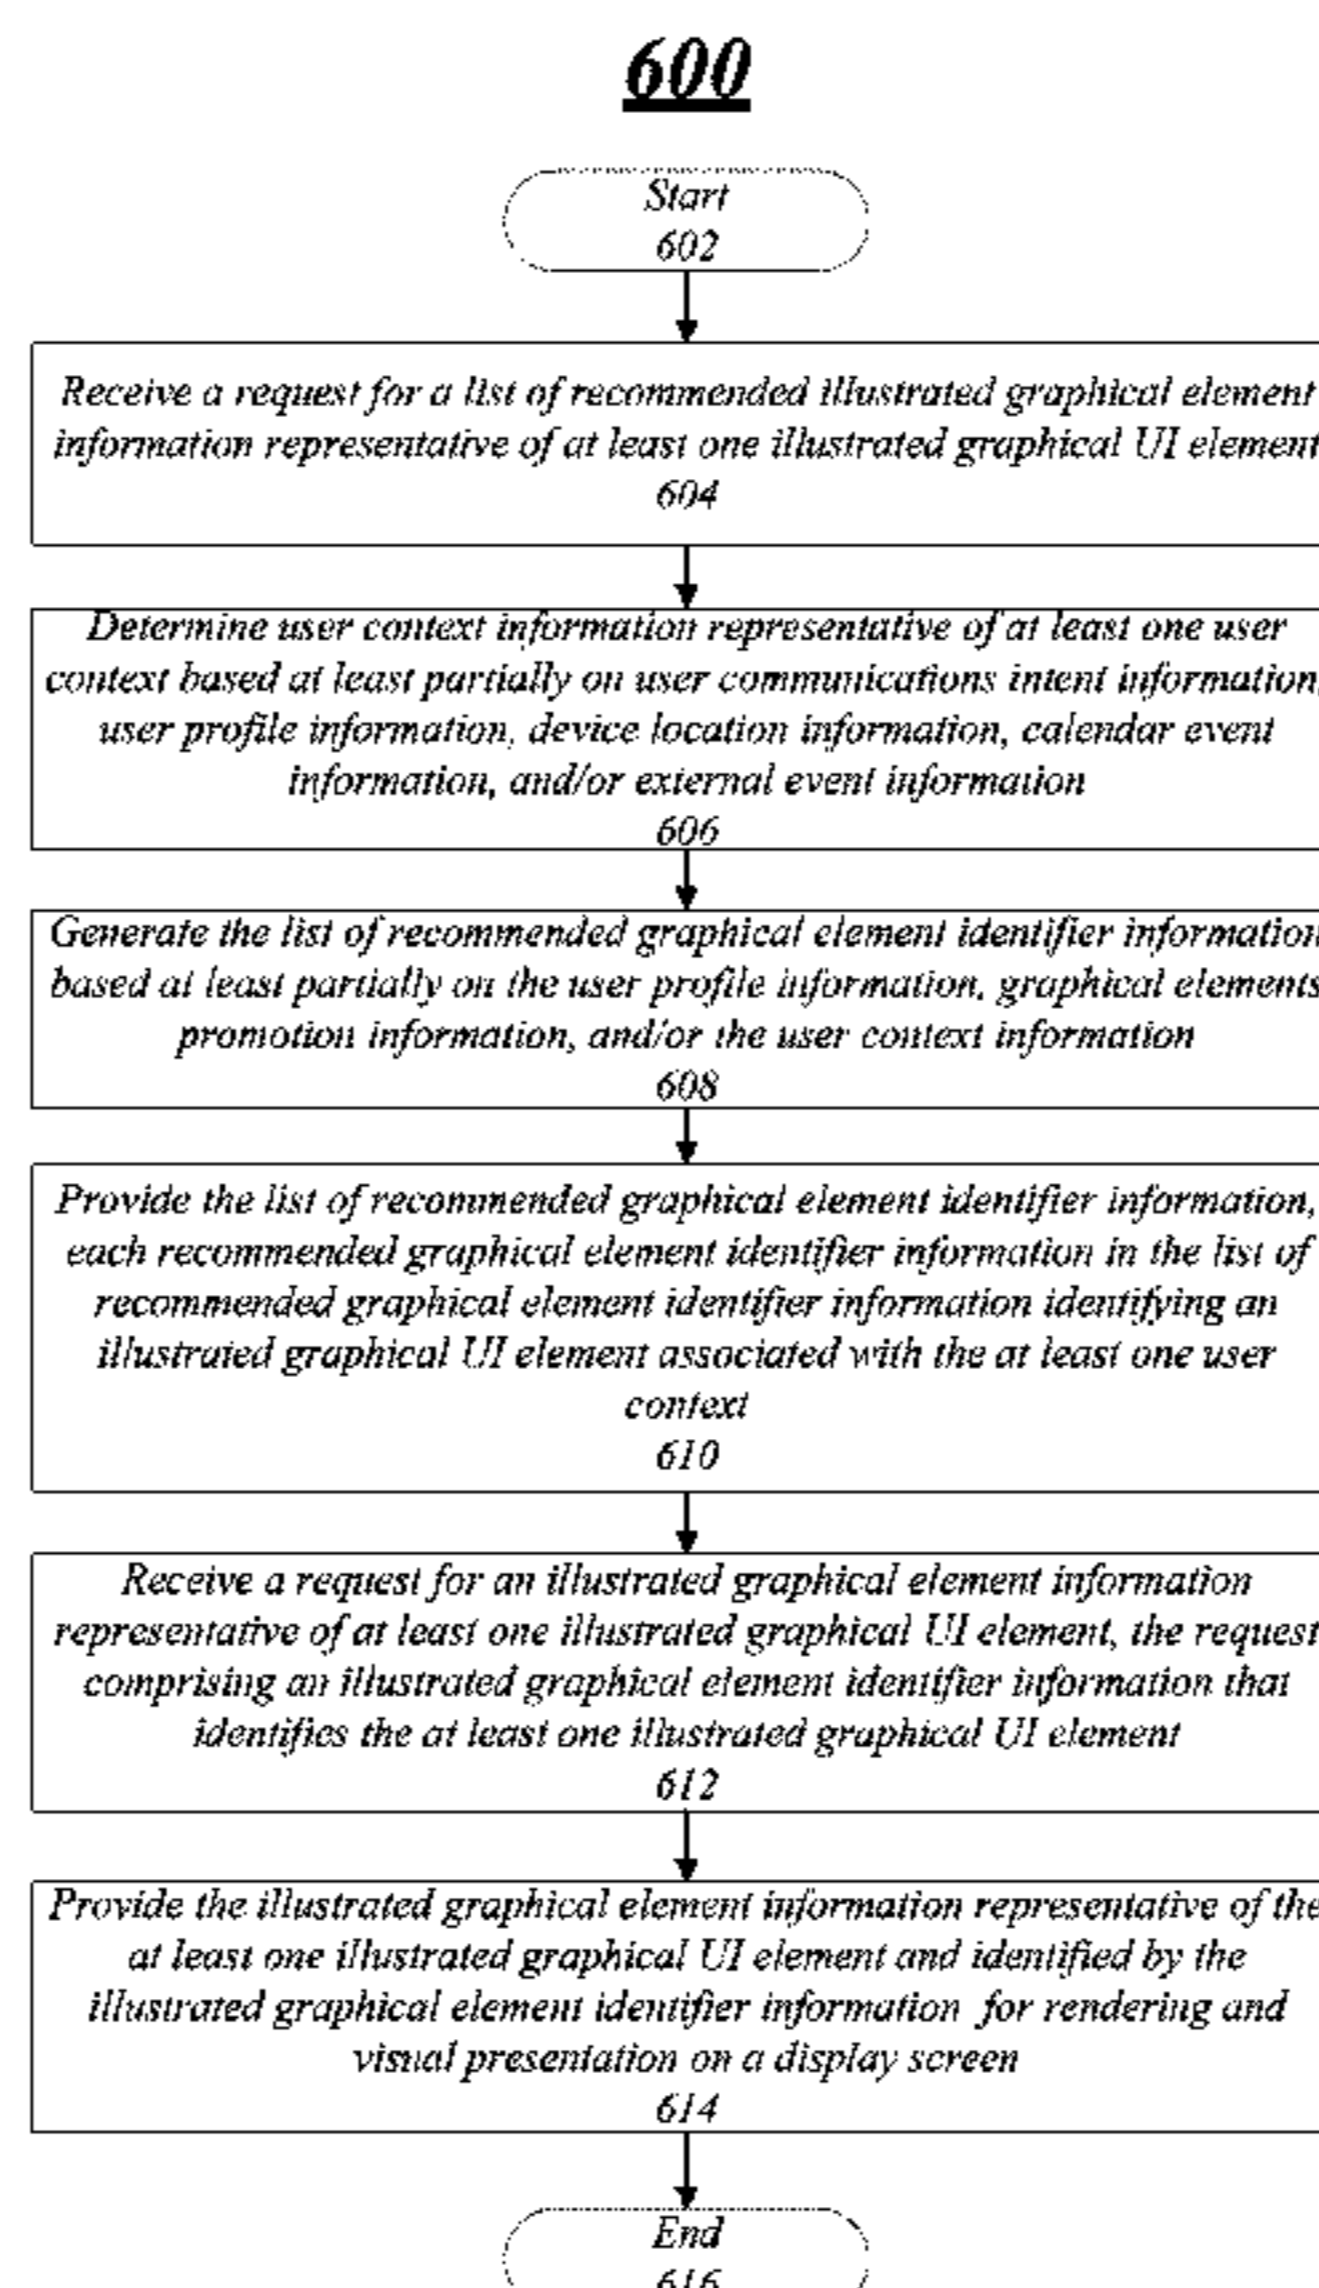 600
Start
602
Receive a request for a list of recommended illustrated graphical element
information representative of at least one illustrated graphical UI element
604
Determine user context information representative of at least one user
context based at least partially on user communications intent information,
user profile information, device location information, calendar event
information, and/or external event information
606
Generate the list of recommended graphical element identifier information
based at least partially on the user profile information, graphical elements
promotion information, and/or the user context information
608
Provide the list of recommended graphical element identifier information,
each recommended graphical element identifier information in the list of
recommended graphical element identifier information identifying an
illustrated graphical UI element associated with the at least one user
context
610
Receive a request for an illustrated graphical element information
representative of at least one illustrated graphical UI element, the request
comprising an illustrated graphical element identifier information that
identifies the at least one illustrated graphical UI element
612
Provide the illustrated graphical element information representative of the
at least one illustrated graphical UI element and identified by the
illustrated graphical element identifier information for rendering and
visual presentation on a display screen
614
End
616